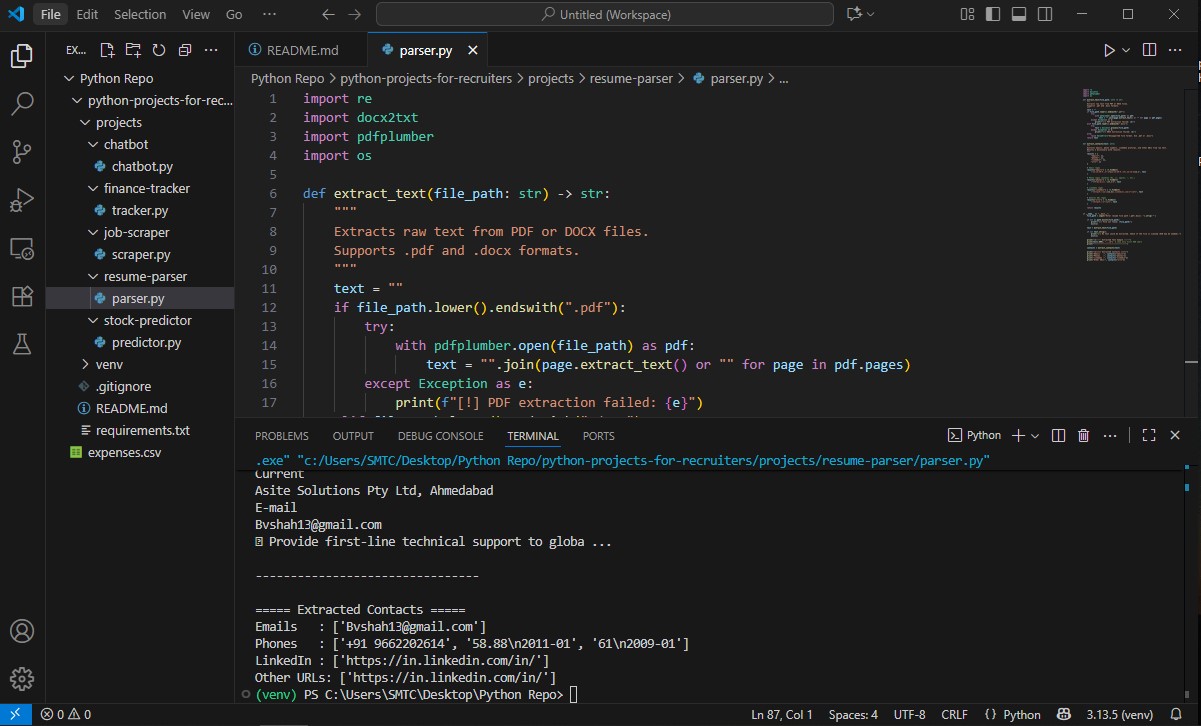 File Edit Selection View Go ··· Untitled (Workspace)
EX... ···
Python Repo
python-projects-for-rec...
projects
chatbot
chatbot.py
finance-tracker
tracker.py
job-scraper
scraper.py
resume-parser
parser.py
stock-predictor
predictor.py
venv
.gitignore
README.md
requirements.txt
expenses.csv
README.md parser.py
Python Repo > python-projects-for-recruiters > projects > resume-parser > parser.py > ...
1 import re
2 import docx2txt
3 import pdfplumber
4 import os
5
6 def extract_text(file_path: str) -> str:
7 """
8 Extracts raw text from PDF or DOCX files.
9 Supports .pdf and .docx formats.
10 """
11 text = ""
12 if file_path.lower().endswith(".pdf"):
13 try:
14 with pdfplumber.open(file_path) as pdf:
15 text = "".join(page.extract_text() or "" for page in pdf.pages)
16 except Exception as e:
17 print(f"[!] PDF extraction failed: {e}")
PROBLEMS OUTPUT DEBUG CONSOLE TERMINAL PORTS Python ···
.exe" "c:/Users/SMTC/Desktop/Python Repo/python-projects-for-recruiters/projects/resume-parser/parser.py"
Current
Asite Solutions Pty Ltd, Ahmedabad
E-mail
Bvshah13@gmail.com
Provide first-line technical support to globa ...
--------------------------------
===== Extracted Contacts =====
Emails : ['Bvshah13@gmail.com']
Phones : ['+91 9662202614', '58.88\n2011-01', '61\n2009-01']
LinkedIn : ['https://in.linkedin.com/in/']
Other URLs: ['https://in.linkedin.com/in/']
(venv) PS C:\Users\SMTC\Desktop\Python Repo>
0 0 Ln 87, Col 1 Spaces: 4 UTF-8 CRLF {} Python 3.13.5 (venv)